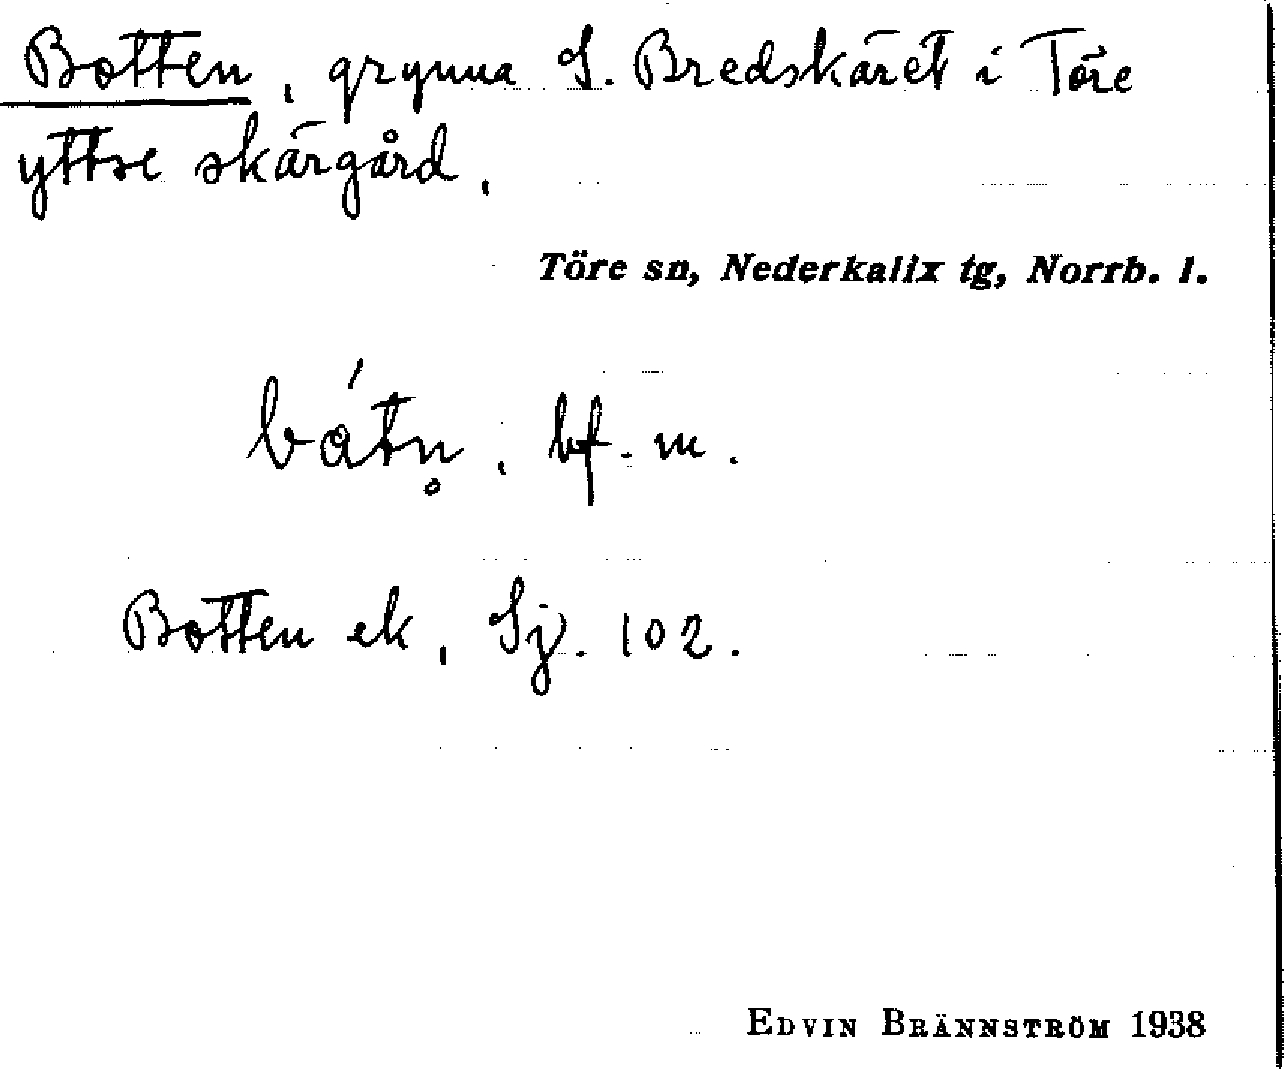 Botten, grynna S. Bredskäret i Töre
yttre skärgård.
Töre sn, Nederkalix tg, Norrb. l.
bátn̥. bf. m.
Botten ek, Sj. 102.
EDVIN BRÄNNSTRÖM 1938